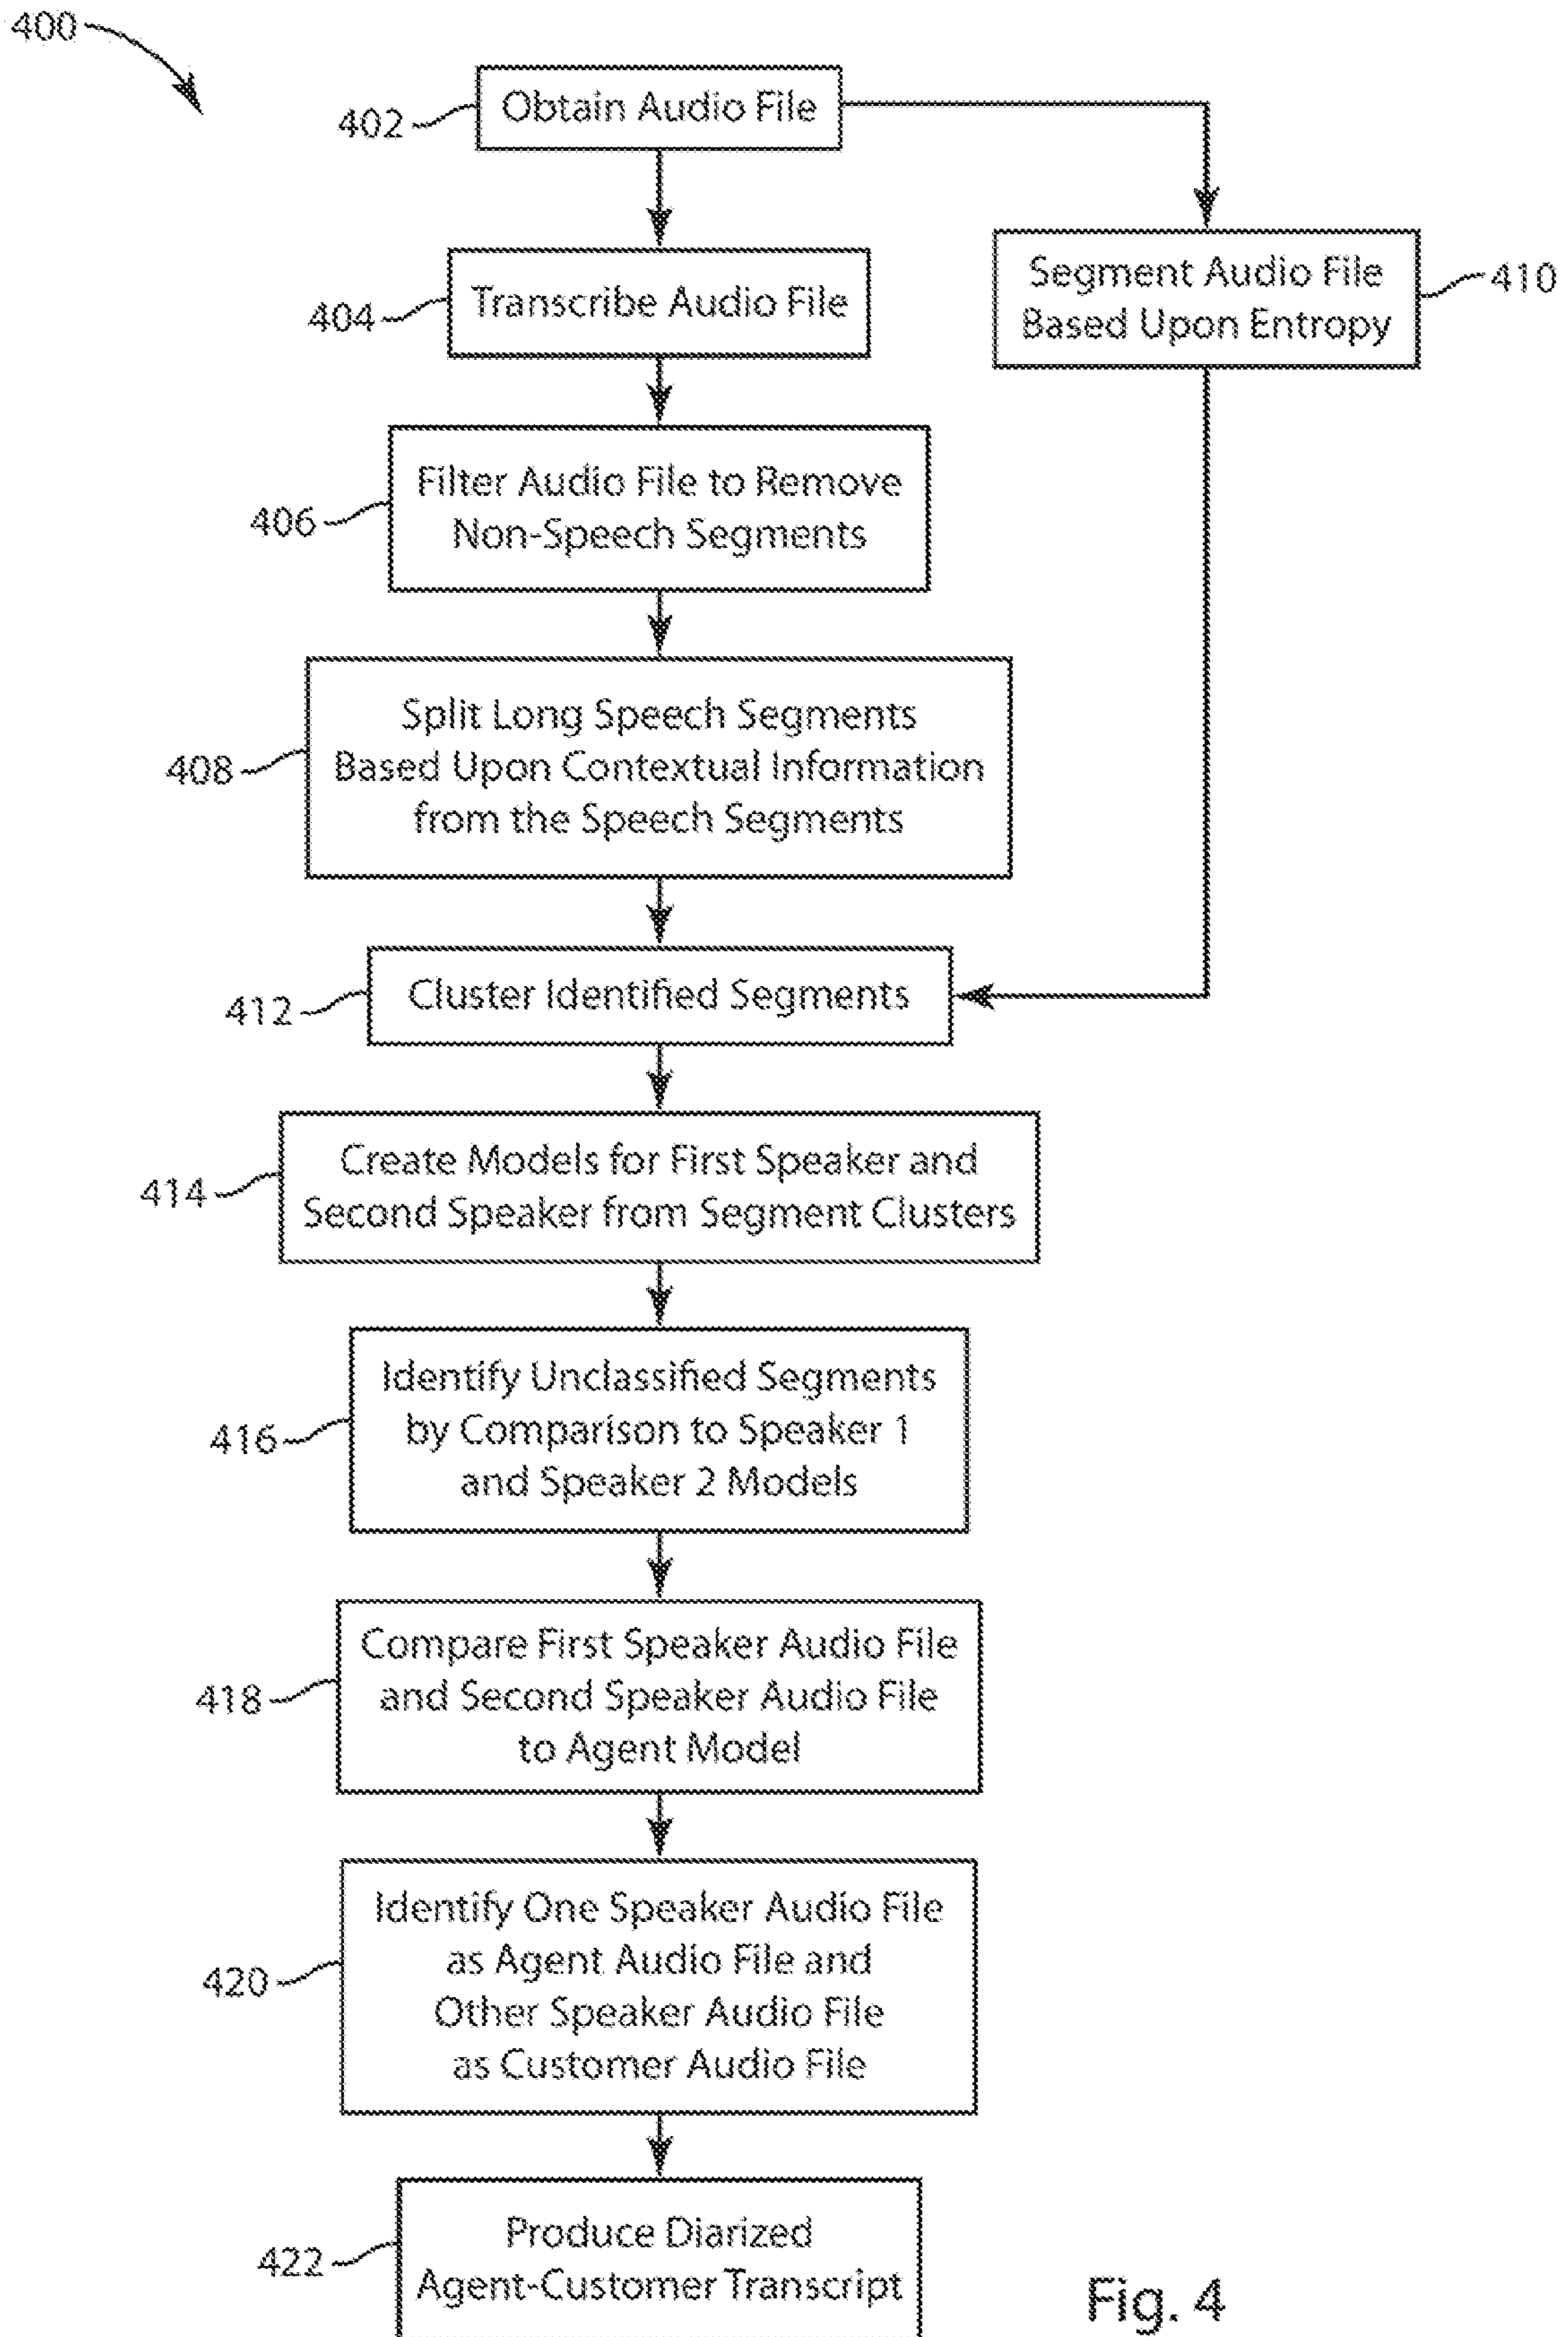 400
402
Obtain Audio File
404
Transcribe Audio File
Segment Audio File
Based Upon Entropy
410
406
Filter Audio File to Remove
Non-Speech Segments
408
Split Long Speech Segments
Based Upon Contextual Information
from the Speech Segments
412
Cluster Identified Segments
414
Create Models for First Speaker and
Second Speaker from Segment Clusters
416
Identify Unclassified Segments
by Comparison to Speaker 1
and Speaker 2 Models
418
Compare First Speaker Audio File
and Second Speaker Audio File
to Agent Model
420
Identify One Speaker Audio File
as Agent Audio File and
Other Speaker Audio File
as Customer Audio File
422
Produce Diarized
Agent-Customer Transcript
Fig. 4